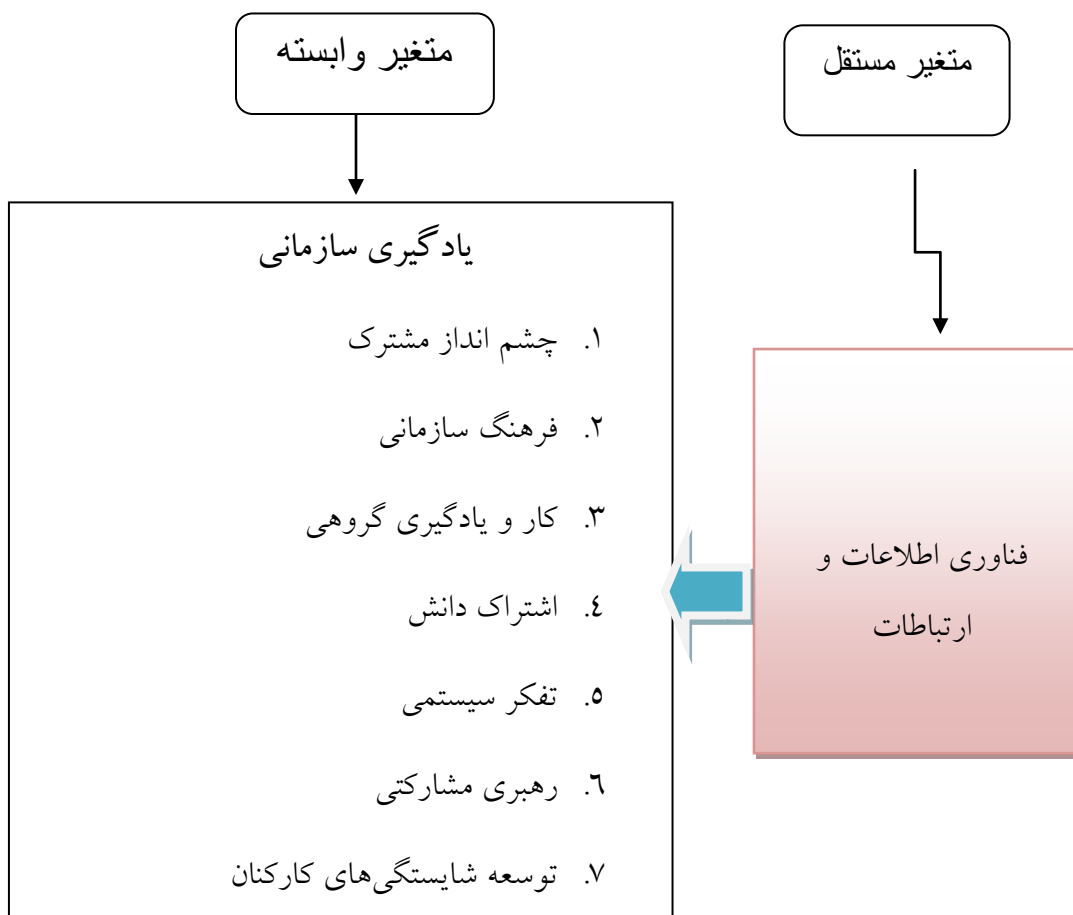 متغیر مستقل
فناوری اطلاعات و
ارتباطات
متغیر وابسته
یادگیری سازمانی
۱. چشم انداز مشترک
۲. فرهنگ سازمانی
۳. کار و یادگیری گروهی
٤. اشتراک دانش
۵. تفکر سیستمی
٦. رهبری مشارکتی
۷. توسعه شایستگی‌های کارکنان